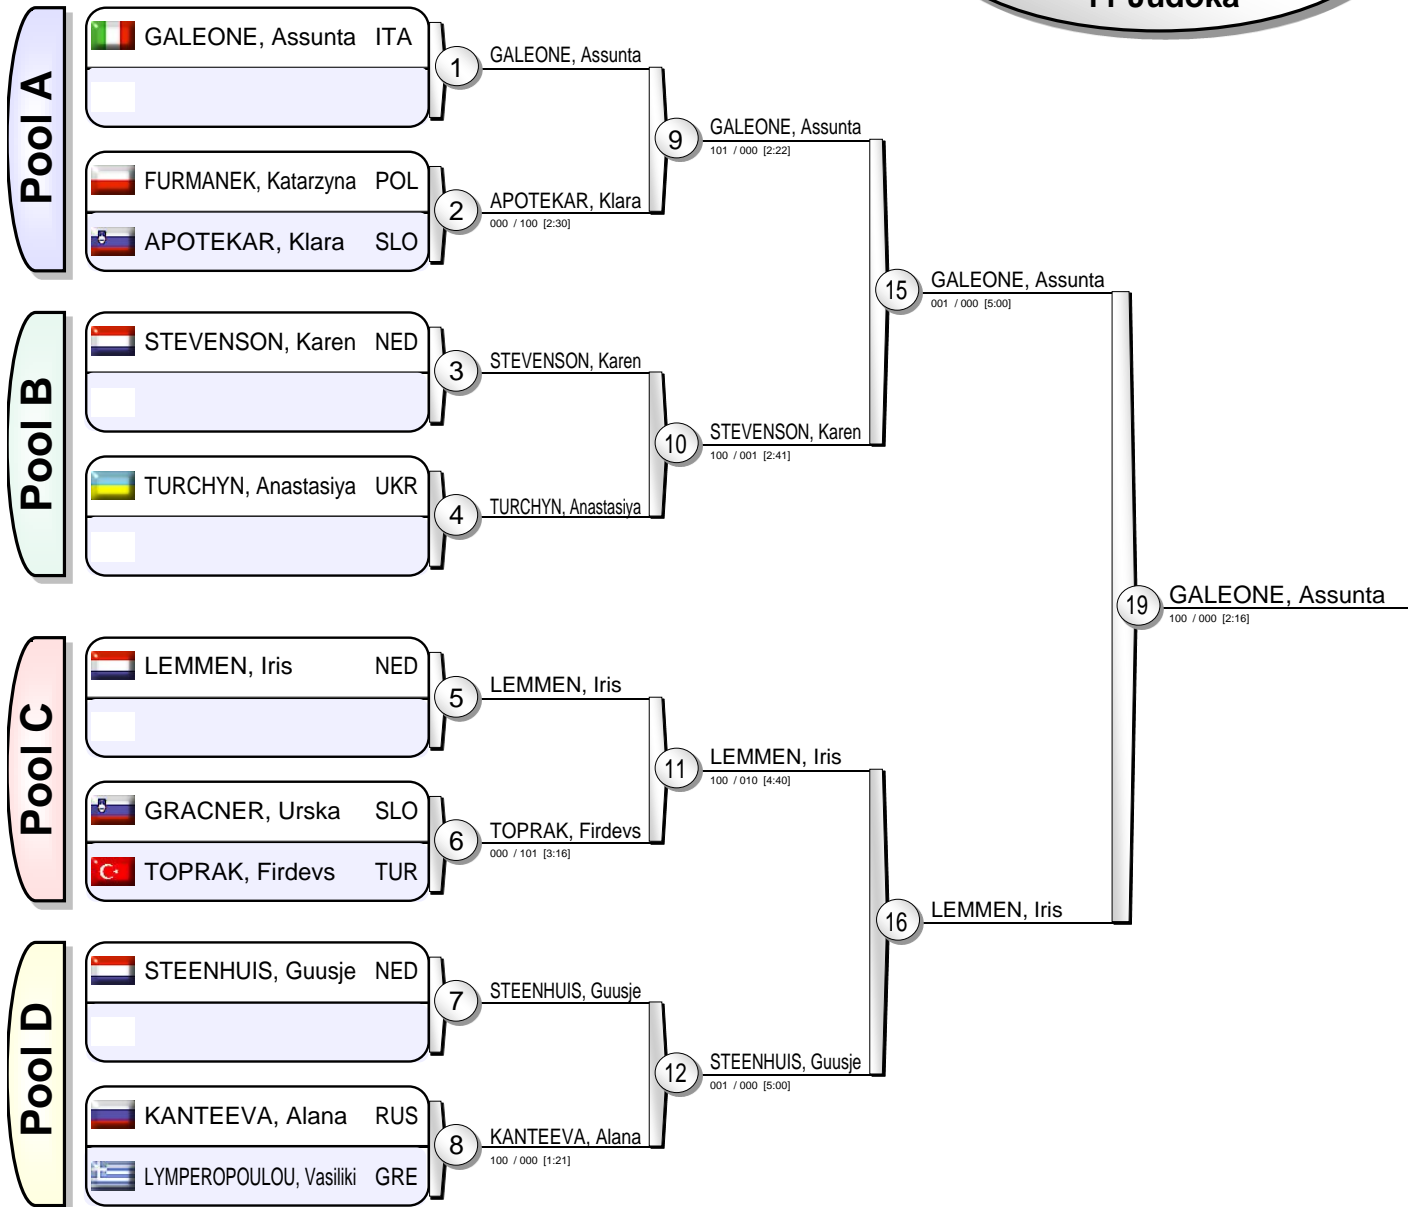 11 Judoka
Pool A
GALEONE, Assunta ITA
FURMANEK, Katarzyna POL
APOTEKAR, Klara SLO
Pool B
STEVENSON, Karen NED
TURCHYN, Anastasiya UKR
Pool C
LEMMEN, Iris NED
GRACNER, Urska SLO
TOPRAK, Firdevs TUR
Pool D
STEENHUIS, Guusje NED
KANTEEVA, Alana RUS
LYMPEROPOULOU, Vasiliki GRE
1
GALEONE, Assunta
2
APOTEKAR, Klara
000 / 100 [2:30]
3
STEVENSON, Karen
4
TURCHYN, Anastasiya
5
LEMMEN, Iris
6
TOPRAK, Firdevs
000 / 101 [3:16]
7
STEENHUIS, Guusje
8
KANTEEVA, Alana
100 / 000 [1:21]
9
GALEONE, Assunta
101 / 000 [2:22]
10
STEVENSON, Karen
100 / 001 [2:41]
11
LEMMEN, Iris
100 / 010 [4:40]
12
STEENHUIS, Guusje
001 / 000 [5:00]
15
GALEONE, Assunta
001 / 000 [5:00]
16
LEMMEN, Iris
19
GALEONE, Assunta
100 / 000 [2:16]